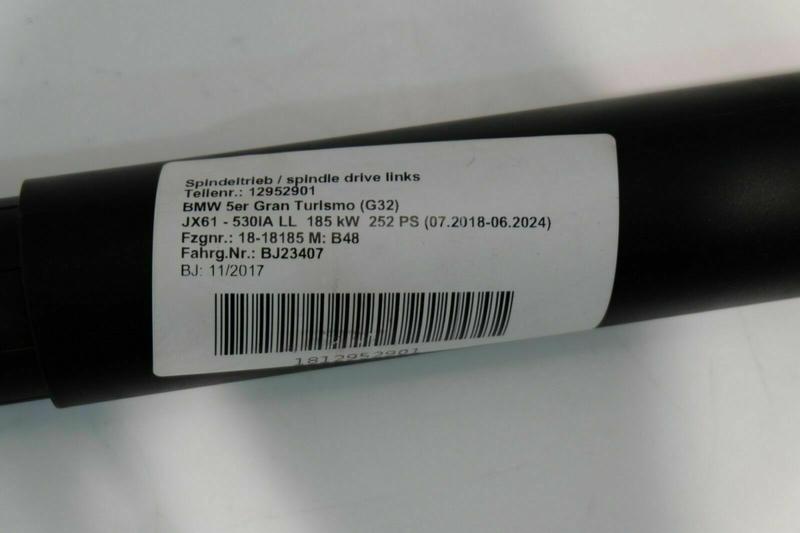 Spindeltrieb / spindle drive links
Teilenr.: 12952901
BMW 5er Gran Turismo (G32)
JX61 - 530iA LL 185 kW 252 PS (07.2018-06.2024)
Fzgnr.: 18-18185 M: B48
Fahrg.Nr.: BJ23407
BJ: 11/2017
1812952901